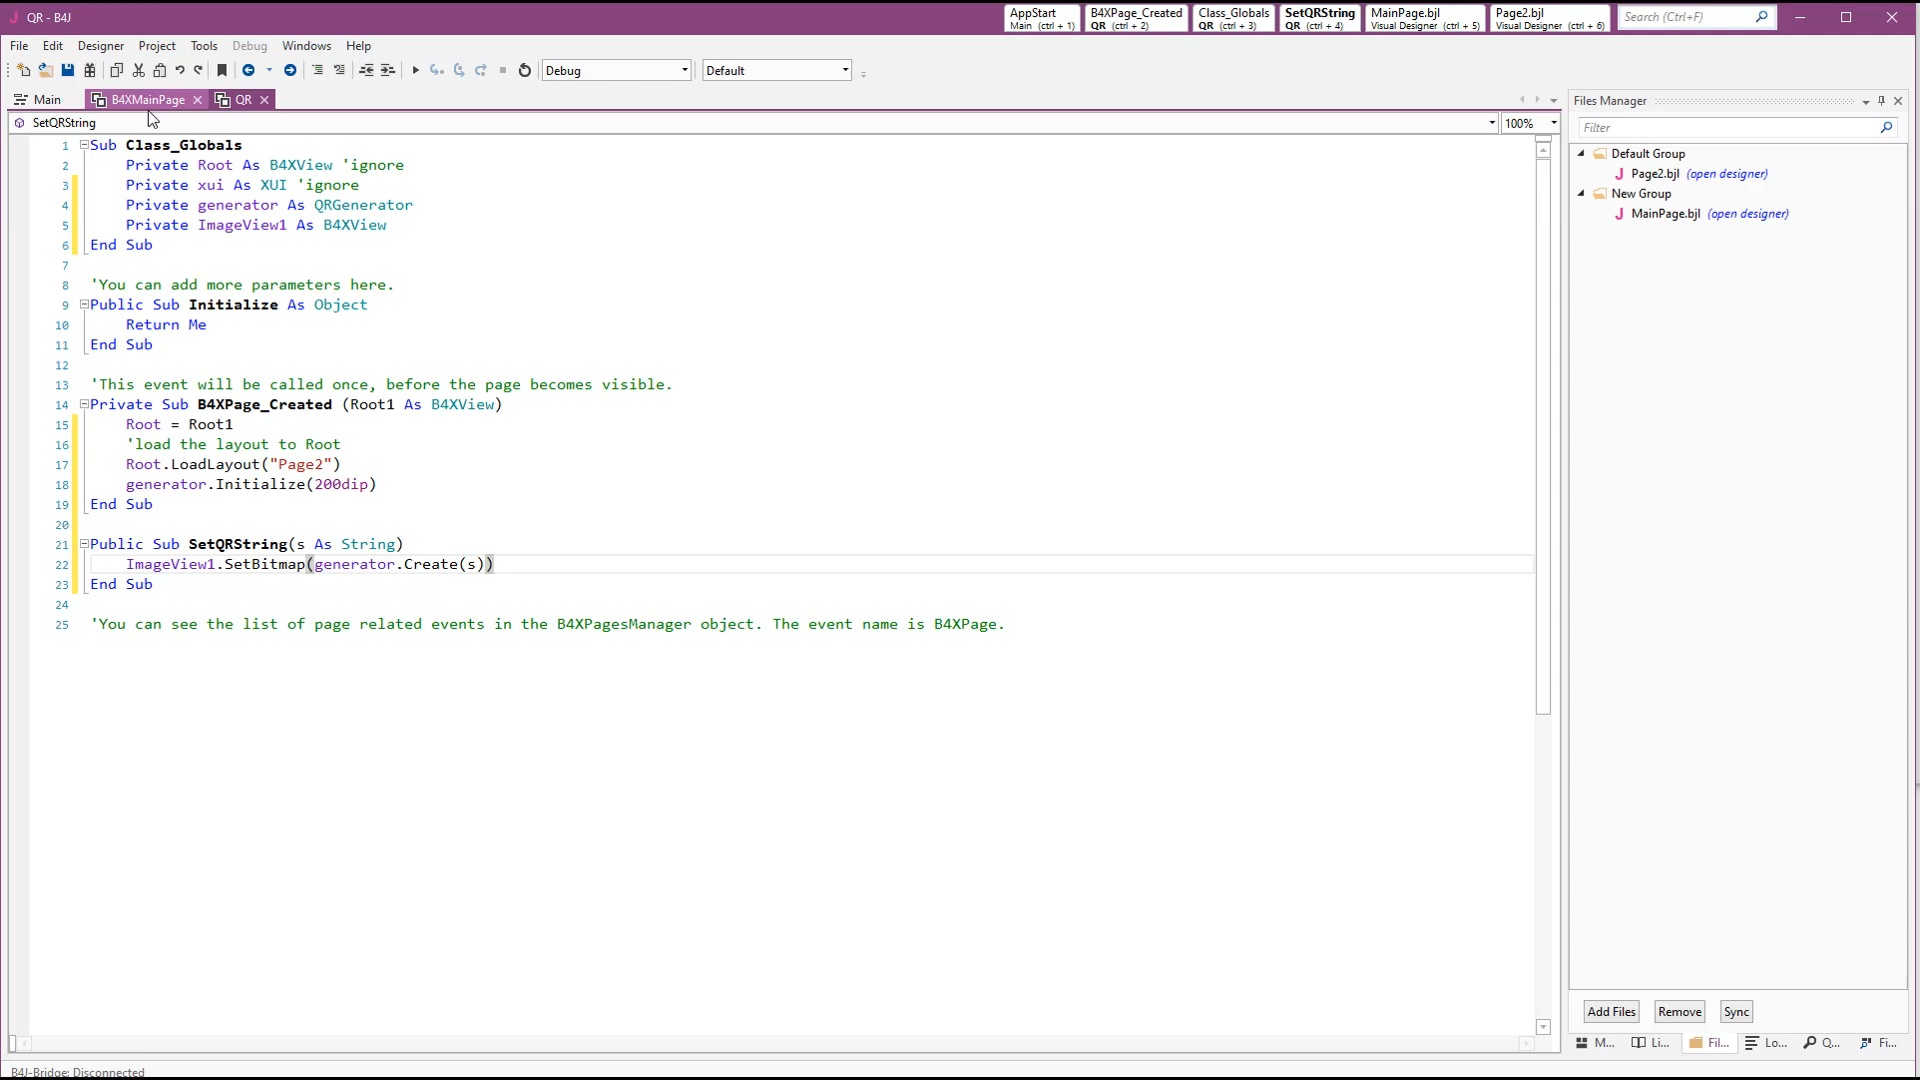 QR - B4J
AppStart
Main (ctrl + 1)
B4XPage_Created
QR (ctrl + 2)
Class_Globals
QR (ctrl + 3)
SetQRString
QR (ctrl + 4)
MainPage.bjl
Visual Designer (ctrl + 5)
Page2.bjl
Visual Designer (ctrl + 6)
Search (Ctrl+F)
File Edit Designer Project Tools Debug Windows Help
Debug Default
Main B4XMainPage QR
SetQRString 100%
1 Sub Class_Globals
2 Private Root As B4XView 'ignore
3 Private xui As XUI 'ignore
4 Private generator As QRGenerator
5 Private ImageView1 As B4XView
6 End Sub
7
8 'You can add more parameters here.
9 Public Sub Initialize As Object
10 Return Me
11 End Sub
12
13 'This event will be called once, before the page becomes visible.
14 Private Sub B4XPage_Created (Root1 As B4XView)
15 Root = Root1
16 'load the layout to Root
17 Root.LoadLayout("Page2")
18 generator.Initialize(200dip)
19 End Sub
20
21 Public Sub SetQRString(s As String)
22 ImageView1.SetBitmap(generator.Create(s))
23 End Sub
24
25 'You can see the list of page related events in the B4XPagesManager object. The event name is B4XPage.
Files Manager
Filter
Default Group
Page2.bjl (open designer)
New Group
MainPage.bjl (open designer)
Add Files Remove Sync
M... Li... Fil... Lo... Q... Fi...
B4J-Bridge: Disconnected